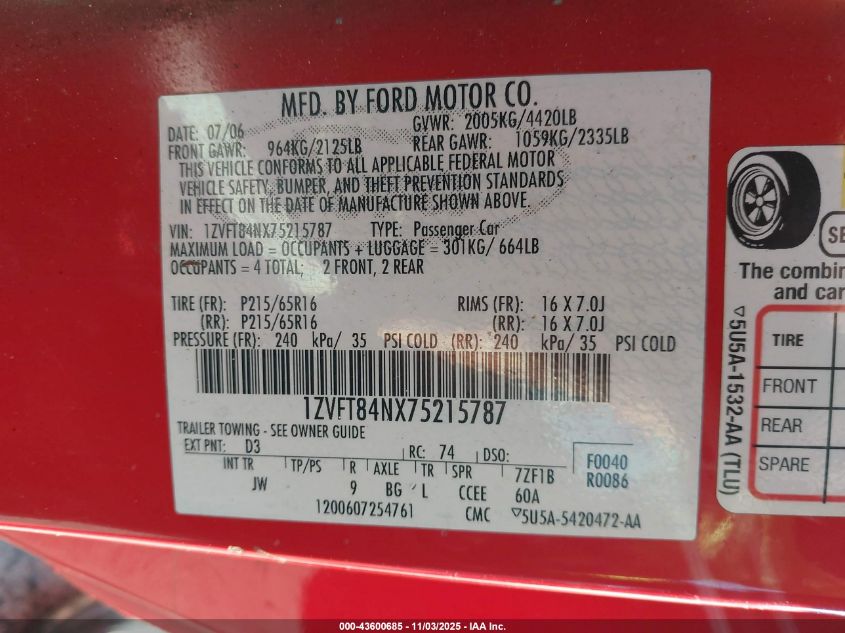 MFD. BY FORD MOTOR CO.
DATE: 07/06 GVWR: 2005KG/4420LB
FRONT GAWR: 964KG/2125LB REAR GAWR: 1059KG/2335LB
THIS VEHICLE CONFORMS TO ALL APPLICABLE FEDERAL MOTOR
VEHICLE SAFETY, BUMPER, AND THEFT PREVENTION STANDARDS
IN EFFECT ON THE DATE OF MANUFACTURE SHOWN ABOVE.
VIN: 1ZVFT84NX75215787 TYPE: Passenger Car
MAXIMUM LOAD = OCCUPANTS + LUGGAGE = 301KG/ 664LB
OCCUPANTS = 4 TOTAL; 2 FRONT, 2 REAR
TIRE (FR): P215/65R16 RIMS (FR): 16 X 7.0J
(RR): P215/65R16 (RR): 16 X 7.0J
PRESSURE (FR): 240 kPa/ 35 PSI COLD (RR): 240 kPa/ 35 PSI COLD
1ZVFT84NX75215787
TRAILER TOWING - SEE OWNER GUIDE
EXT PNT: D3 RC: 74 DSO:
INT TR TP/PS R AXLE TR SPR 7ZF1B
JW 9 BG L CCEE 60A
F0040
R0086
1200607254761 CMC ▽5U5A-5420472-AA
SE
The combin
and car
▽5U5A-1532-AA (TLU)
TIRE
FRONT
REAR
SPARE
000-43600685 - 11/03/2025 - IAA Inc.